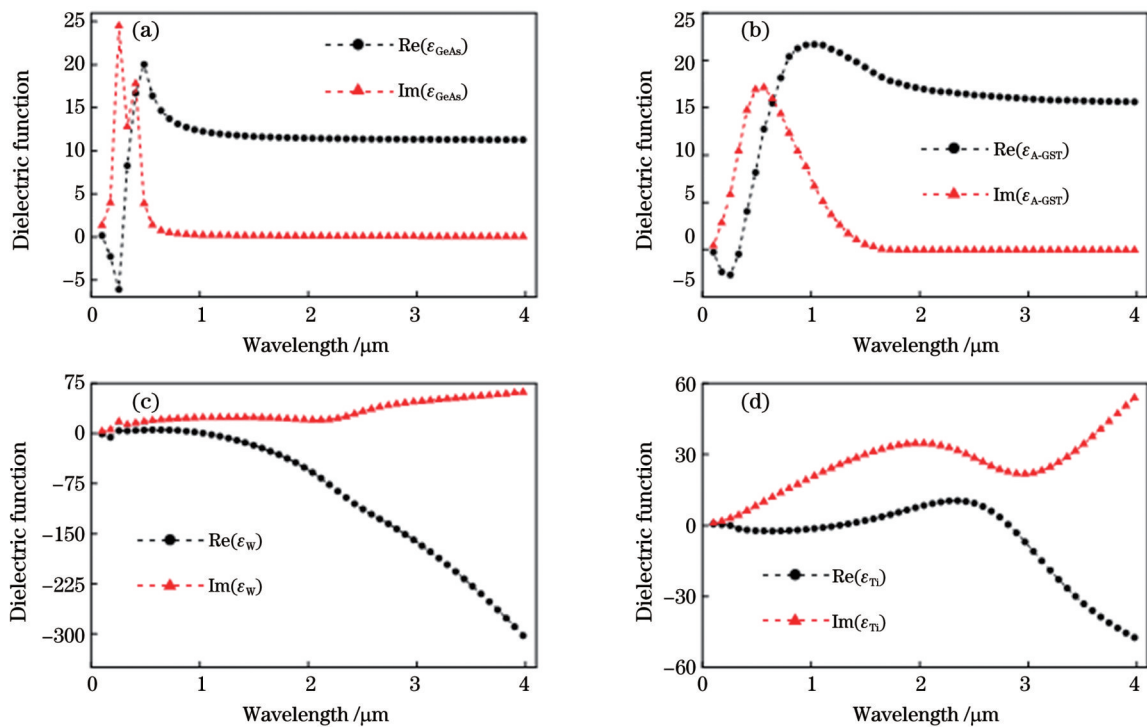 25
20
15
10
5
0
−5
(a)
Re(εGeAs)
Im(εGeAs)
Dielectric function
0 1 2 3 4
Wavelength /μm
25
20
15
10
5
0
−5
(b)
Re(εA-GST)
Im(εA-GST)
Dielectric function
0 1 2 3 4
Wavelength /μm
75
0
−75
−150
−225
−300
(c)
Re(εW)
Im(εW)
Dielectric function
0 1 2 3 4
Wavelength /μm
60
30
0
−30
−60
(d)
Re(εTi)
Im(εTi)
Dielectric function
0 1 2 3 4
Wavelength /μm